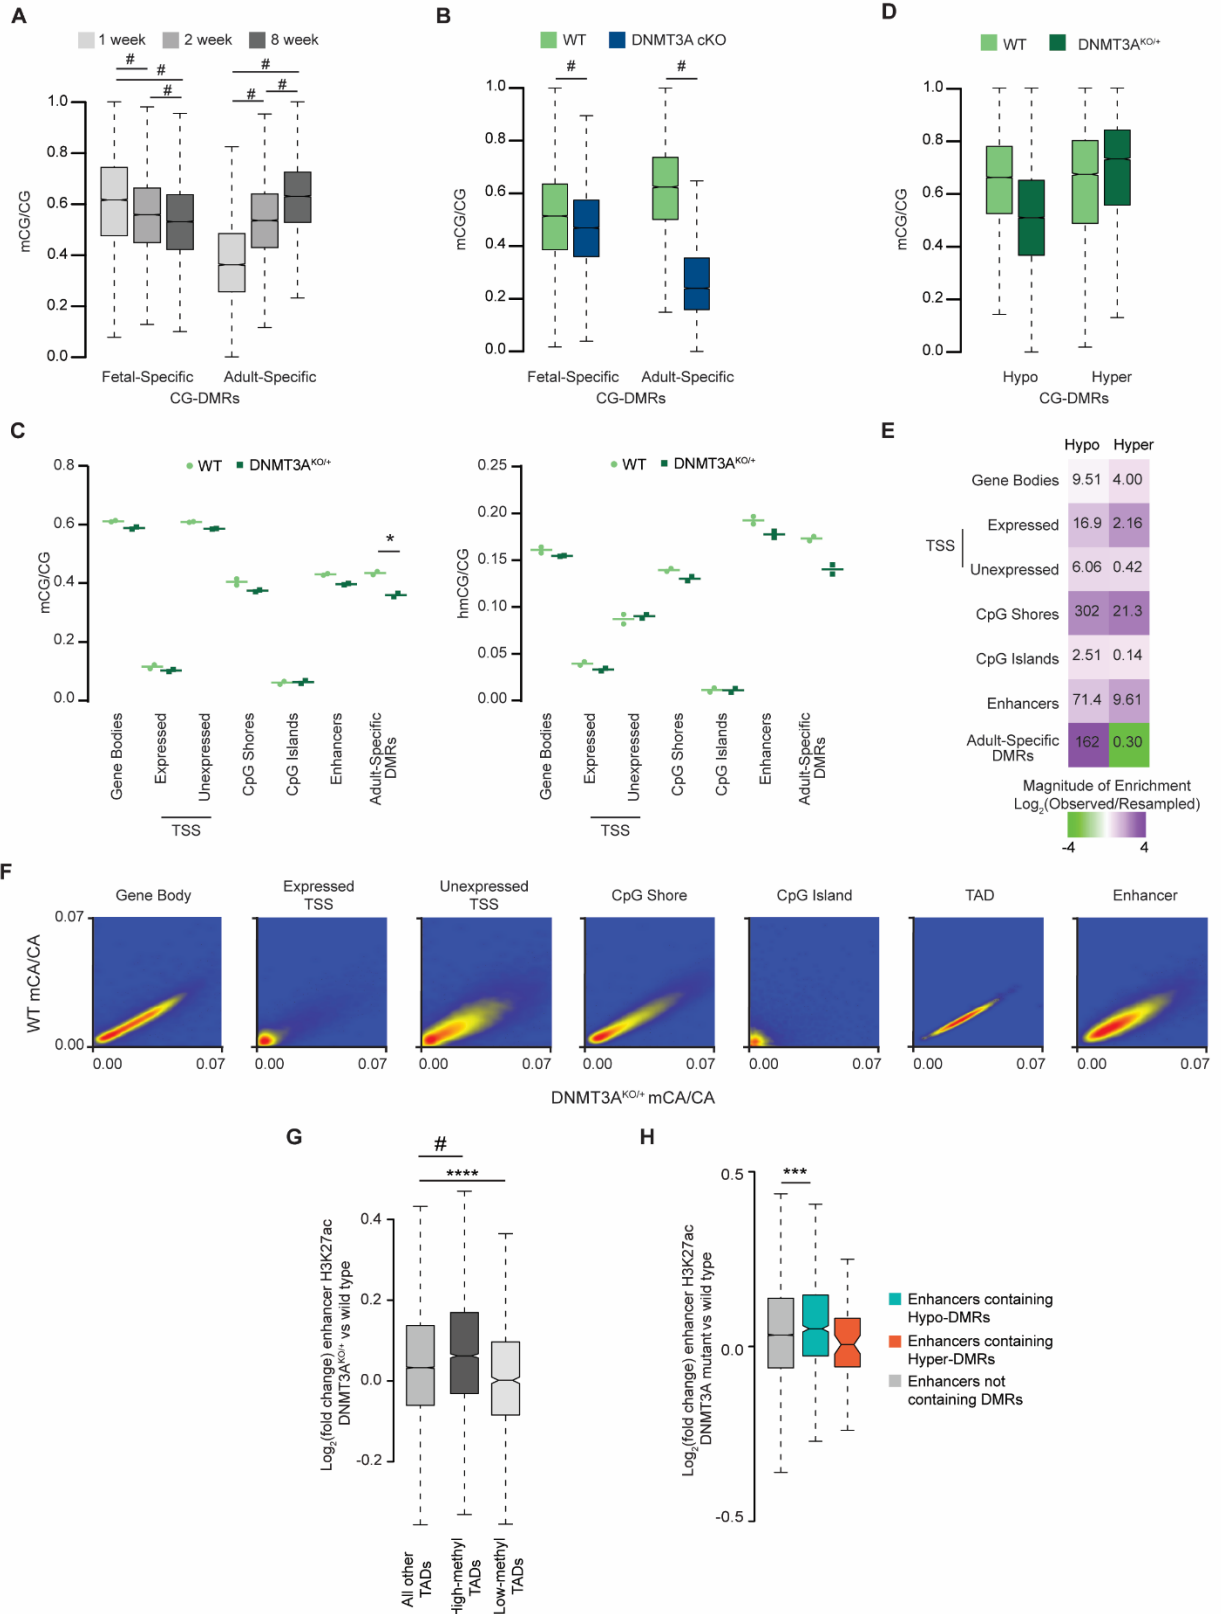 A
1 week 2 week 8 week
#
# #
#
# #
1.0
0.8
0.6
0.4
0.2
0.0
mCG/CG
Fetal-Specific Adult-Specific
CG-DMRs
B
WT DNMT3A cKO
# #
1.0
0.8
0.6
0.4
0.2
0.0
mCG/CG
Fetal-Specific Adult-Specific
CG-DMRs
D
WT DNMT3AKO/+
1.0
0.8
0.6
0.4
0.2
0.0
mCG/CG
Hypo Hyper
CG-DMRs
C
WT DNMT3AKO/+
*
0.8
0.6
0.4
0.2
0.0
mCG/CG
Gene Bodies
Expressed
Unexpressed
CpG Shores
CpG Islands
Enhancers
Adult-Specific
DMRs
TSS
WT DNMT3AKO/+
0.25
0.20
0.15
0.10
0.05
0.00
hmCG/CG
Gene Bodies
Expressed
Unexpressed
CpG Shores
CpG Islands
Enhancers
Adult-Specific
DMRs
TSS
E
Hypo Hyper
Gene Bodies 9.51 4.00
Expressed 16.9 2.16
TSS
Unexpressed 6.06 0.42
CpG Shores 302 21.3
CpG Islands 2.51 0.14
Enhancers 71.4 9.61
Adult-Specific
DMRs 162 0.30
Magnitude of Enrichment
Log2(Observed/Resampled)
-4 4
F
Gene Body
Expressed
TSS
Unexpressed
TSS
CpG Shore
CpG Island
TAD
Enhancer
0.07
0.00
WT mCA/CA
0.00 0.07 0.00 0.07 0.00 0.07 0.00 0.07 0.00 0.07 0.00 0.07 0.00 0.07
DNMT3AKO/+ mCA/CA
G
#
****
0.4
0.2
0.0
-0.2
Log2(fold change) enhancer H3K27ac
DNMT3AKO/+ vs wild type
All other
TADs
High-methyl
TADs
Low-methyl
TADs
H
***
0.5
0.0
-0.5
Log2(fold change) enhancer H3K27ac
DNMT3A mutant vs wild type
Enhancers containing
Hypo-DMRs
Enhancers containing
Hyper-DMRs
Enhancers not
containing DMRs